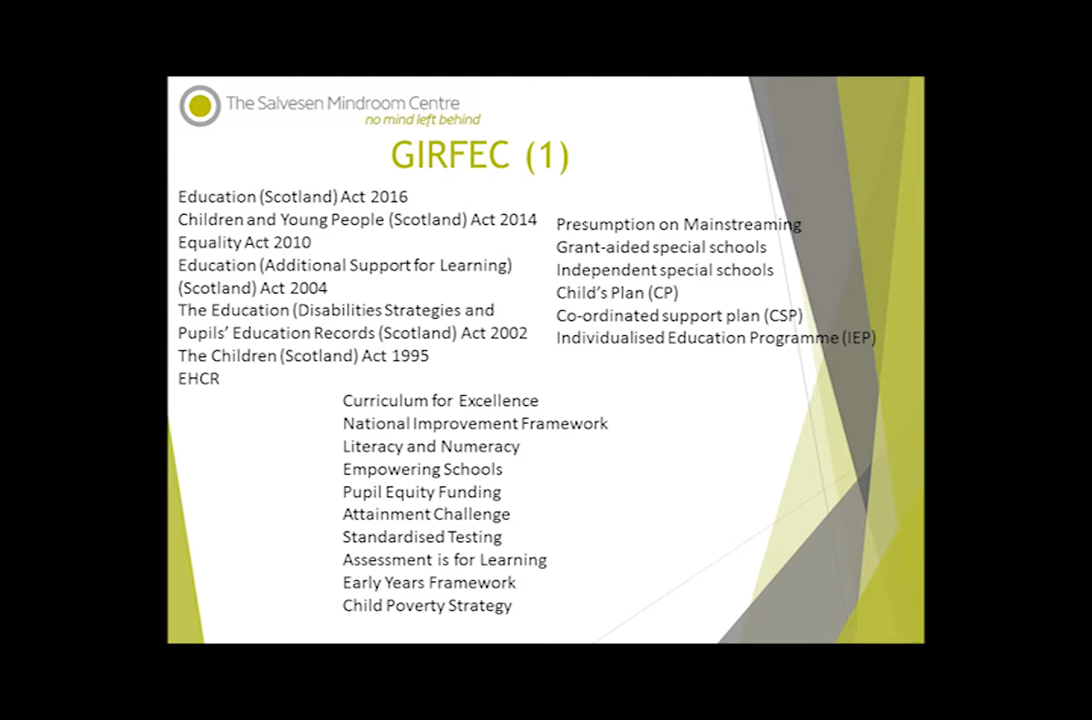 The Salvesen Mindroom Centre
no mind left behind
GIRFEC (1)
Education (Scotland) Act 2016
Children and Young People (Scotland) Act 2014
Equality Act 2010
Education (Additional Support for Learning)
(Scotland) Act 2004
The Education (Disabilities Strategies and
Pupils’ Education Records (Scotland) Act 2002
The Children (Scotland) Act 1995
EHCR
Presumption on Mainstreaming
Grant-aided special schools
Independent special schools
Child’s Plan (CP)
Co-ordinated support plan (CSP)
Individualised Education Programme (IEP)
Curriculum for Excellence
National Improvement Framework
Literacy and Numeracy
Empowering Schools
Pupil Equity Funding
Attainment Challenge
Standardised Testing
Assessment is for Learning
Early Years Framework
Child Poverty Strategy